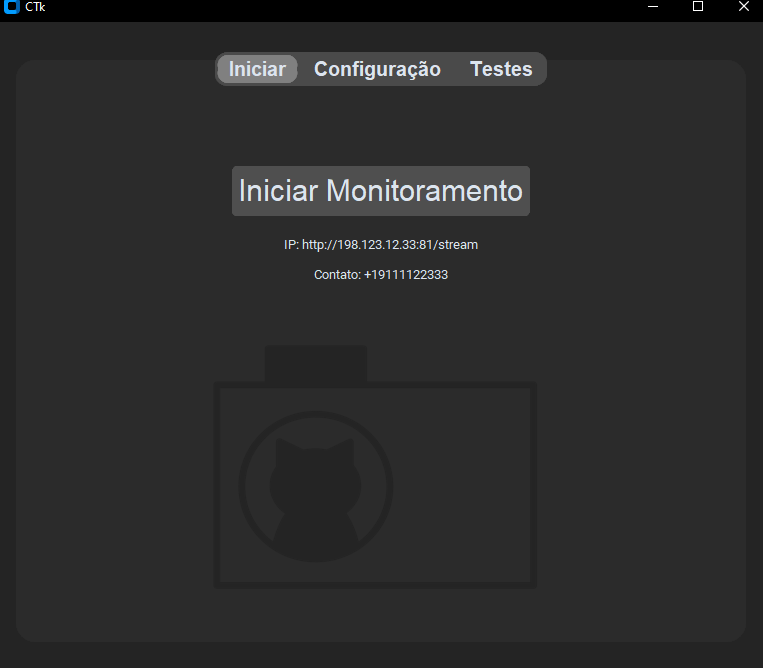 CTk
Iniciar Configuração Testes
Iniciar Monitoramento
IP: http://198.123.12.33:81/stream
Contato: +19111122333